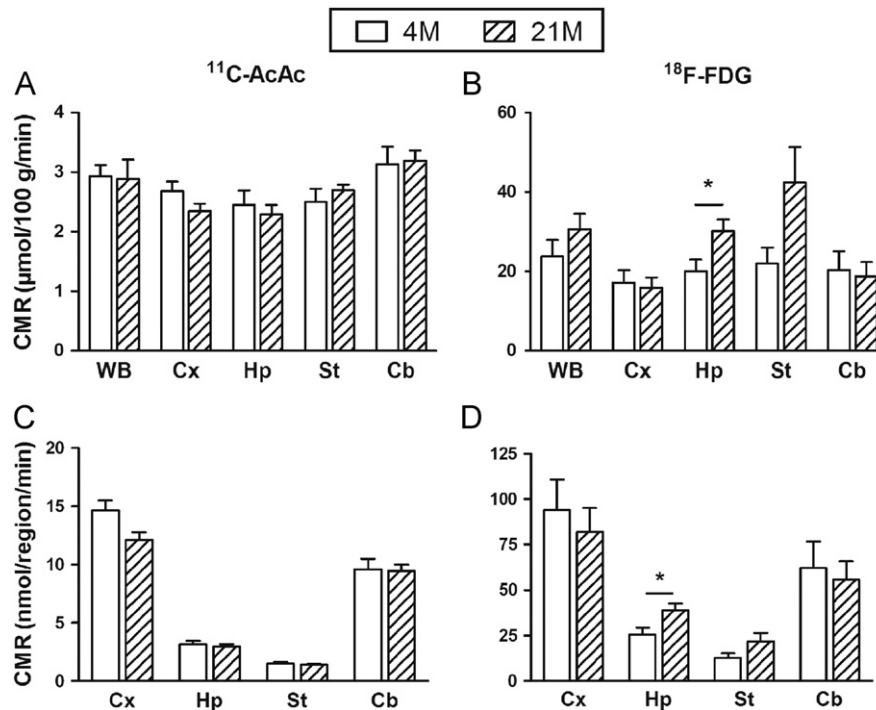 4M 21M
A ¹¹C-AcAc
CMR (µmol/100 g/min)
4
3
2
1
0
WB Cx Hp St Cb
B ¹⁸F-FDG
60
40
20
0
*
WB Cx Hp St Cb
C
CMR (nmol/region/min)
20
15
10
5
0
Cx Hp St Cb
D
125
100
75
50
25
0
*
Cx Hp St Cb